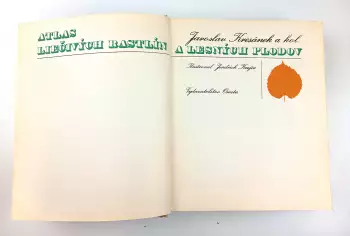 ATLAS
LIEČIVÝCH RASTLÍN
Jaroslav Kresánek a kol.
A LESNÝCH PLODOV
Ilustroval Jindřich Krejča
Vydavateľstvo Osveta